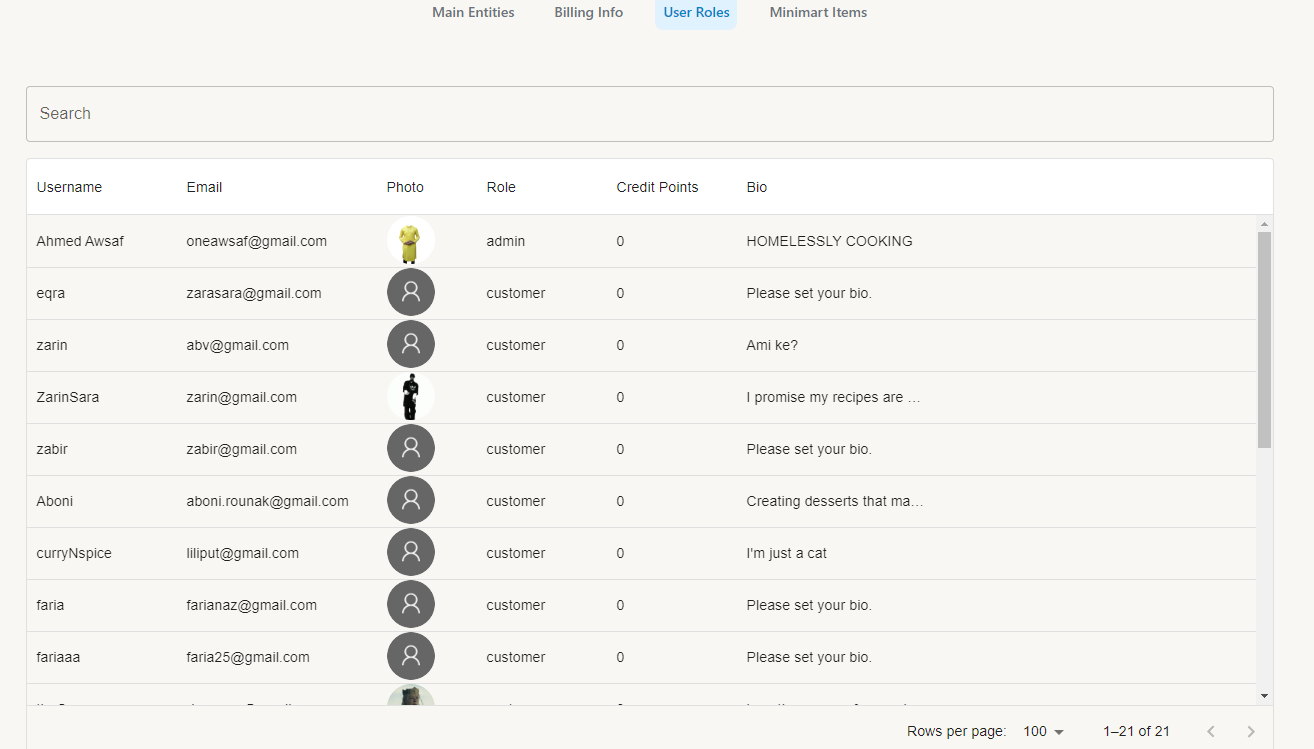 Main Entities Billing Info User Roles Minimart Items
Search
Username Email Photo Role Credit Points Bio
Ahmed Awsaf oneawsaf@gmail.com admin 0 HOMELESSLY COOKING
eqra zarasara@gmail.com customer 0 Please set your bio.
zarin abv@gmail.com customer 0 Ami ke?
ZarinSara zarin@gmail.com customer 0 I promise my recipes are …
zabir zabir@gmail.com customer 0 Please set your bio.
Aboni aboni.rounak@gmail.com customer 0 Creating desserts that ma…
curryNspice liliput@gmail.com customer 0 I'm just a cat
faria farianaz@gmail.com customer 0 Please set your bio.
fariaaa faria25@gmail.com customer 0 Please set your bio.
Rows per page: 100 1–21 of 21